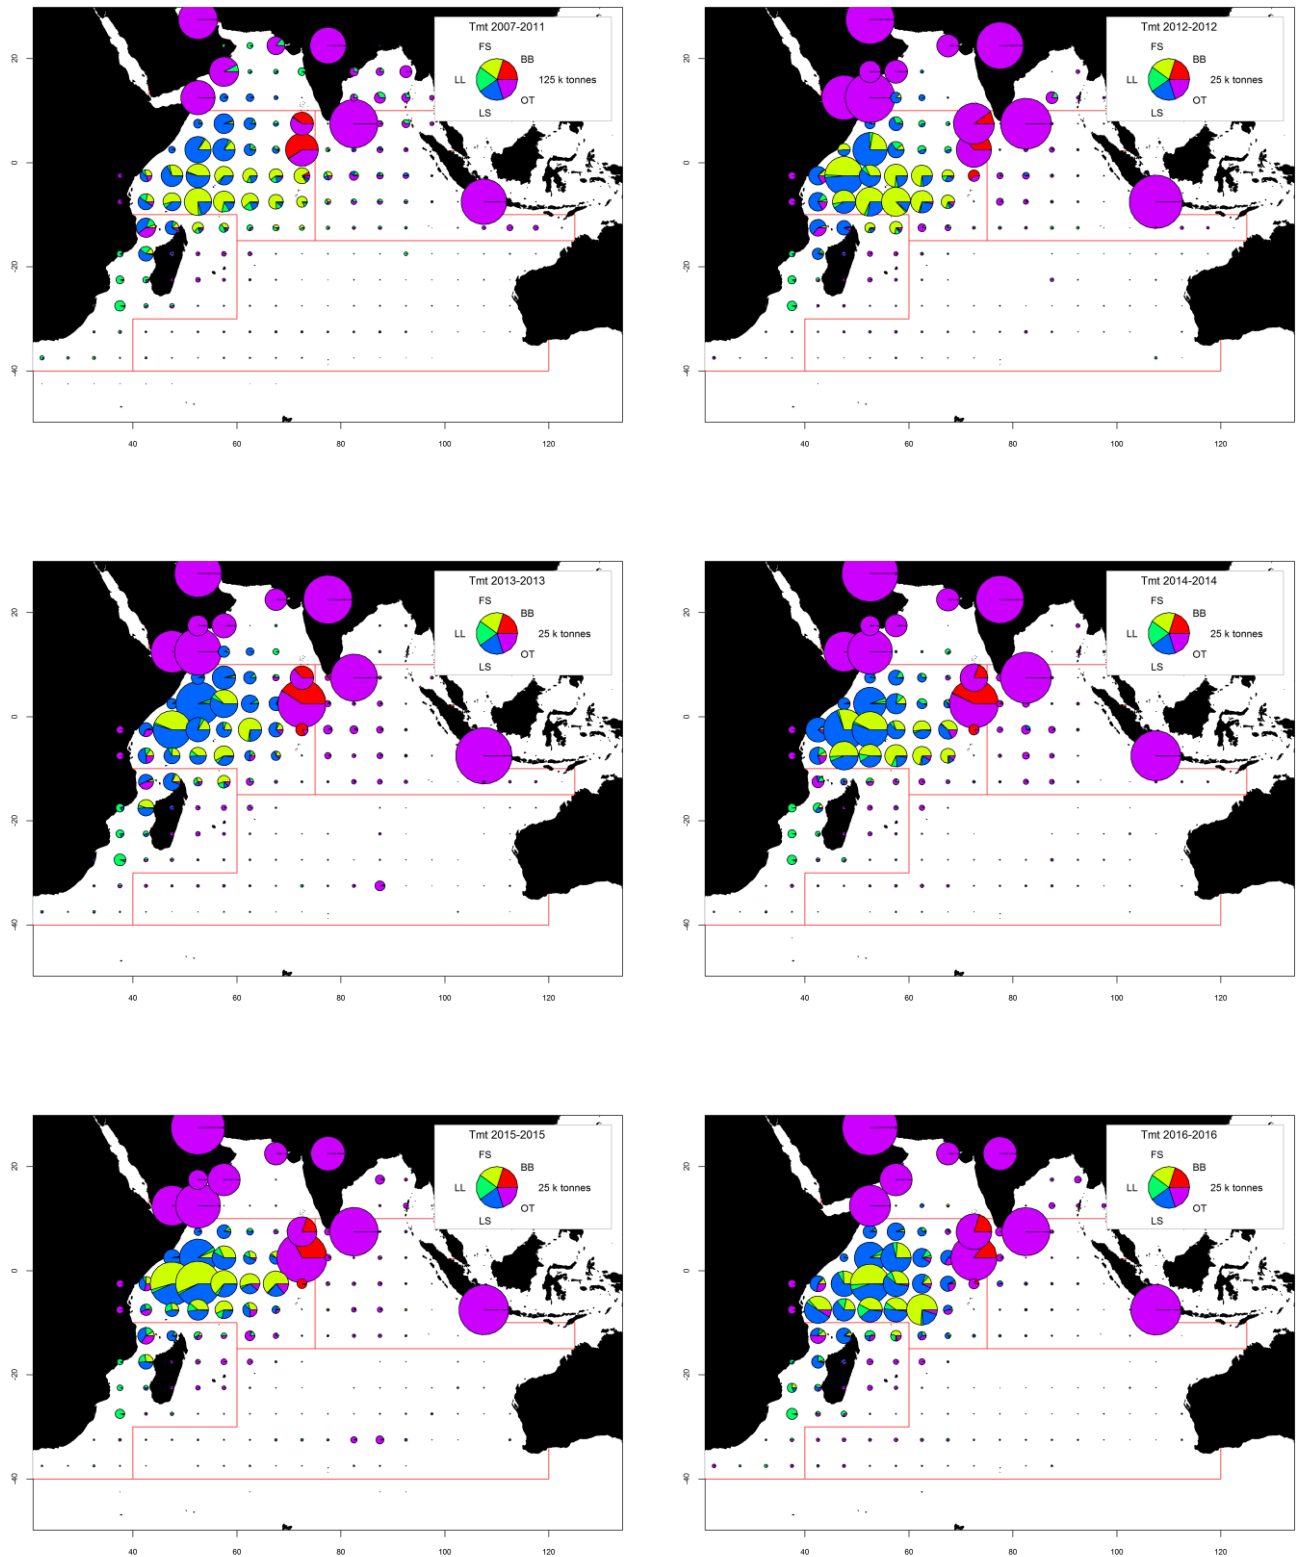 Tmt 2007-2011
FS
BB
LL
125 k tonnes
OT
LS
20
0
-20
-40
40
60
80
100
120
Tmt 2012-2012
FS
BB
LL
25 k tonnes
OT
LS
20
0
-20
-40
40
60
80
100
120
Tmt 2013-2013
FS
BB
LL
25 k tonnes
OT
LS
20
0
-20
-40
40
60
80
100
120
Tmt 2014-2014
FS
BB
LL
25 k tonnes
OT
LS
20
0
-20
-40
40
60
80
100
120
Tmt 2015-2015
FS
BB
LL
25 k tonnes
OT
LS
20
0
-20
-40
40
60
80
100
120
Tmt 2016-2016
FS
BB
LL
25 k tonnes
OT
LS
20
0
-20
-40
40
60
80
100
120